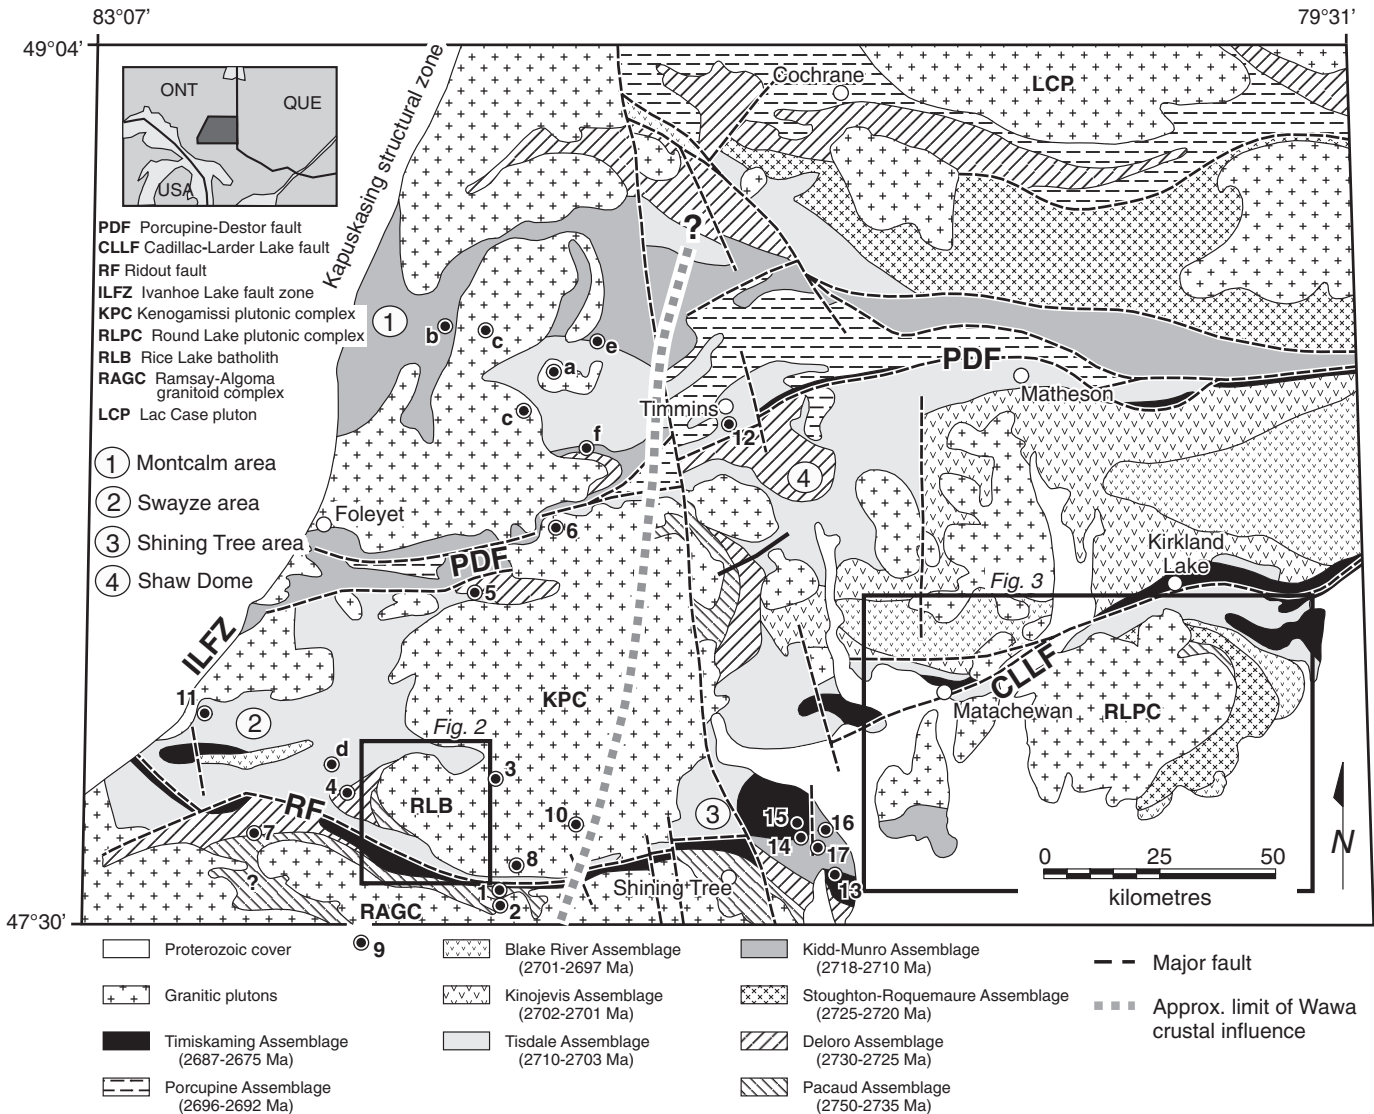 83°07’
79°31’
49°04’
47°30’
ONT
QUE
USA
Kapuskasing structural zone
Cochrane
LCP
PDF Porcupine-Destor fault
CLLF Cadillac-Larder Lake fault
RF Ridout fault
ILFZ Ivanhoe Lake fault zone
KPC Kenogamissi plutonic complex
RLPC Round Lake plutonic complex
RLB Rice Lake batholith
RAGC Ramsay-Algoma
granitoid complex
LCP Lac Case pluton
1 Montcalm area
2 Swayze area
3 Shining Tree area
4 Shaw Dome
?
1
b
c
e
a
c
f
PDF
Matheson
Timmins
12
4
Foleyet
6
PDF
5
Kirkland
Lake
Fig. 3
ILFZ
11
KPC
CLLF
Matachewan
RLPC
2
Fig. 2
d
4
3
RLB
RF
10
3
15
16
14
17
7
8
13
?
1
2
Shining Tree
RAGC
9
N
0 25 50
kilometres
Proterozoic cover
Granitic plutons
Timiskaming Assemblage
(2687-2675 Ma)
Porcupine Assemblage
(2696-2692 Ma)
Blake River Assemblage
(2701-2697 Ma)
Kinojevis Assemblage
(2702-2701 Ma)
Tisdale Assemblage
(2710-2703 Ma)
Kidd-Munro Assemblage
(2718-2710 Ma)
Stoughton-Roquemaure Assemblage
(2725-2720 Ma)
Deloro Assemblage
(2730-2725 Ma)
Pacaud Assemblage
(2750-2735 Ma)
Major fault
Approx. limit of Wawa
crustal influence